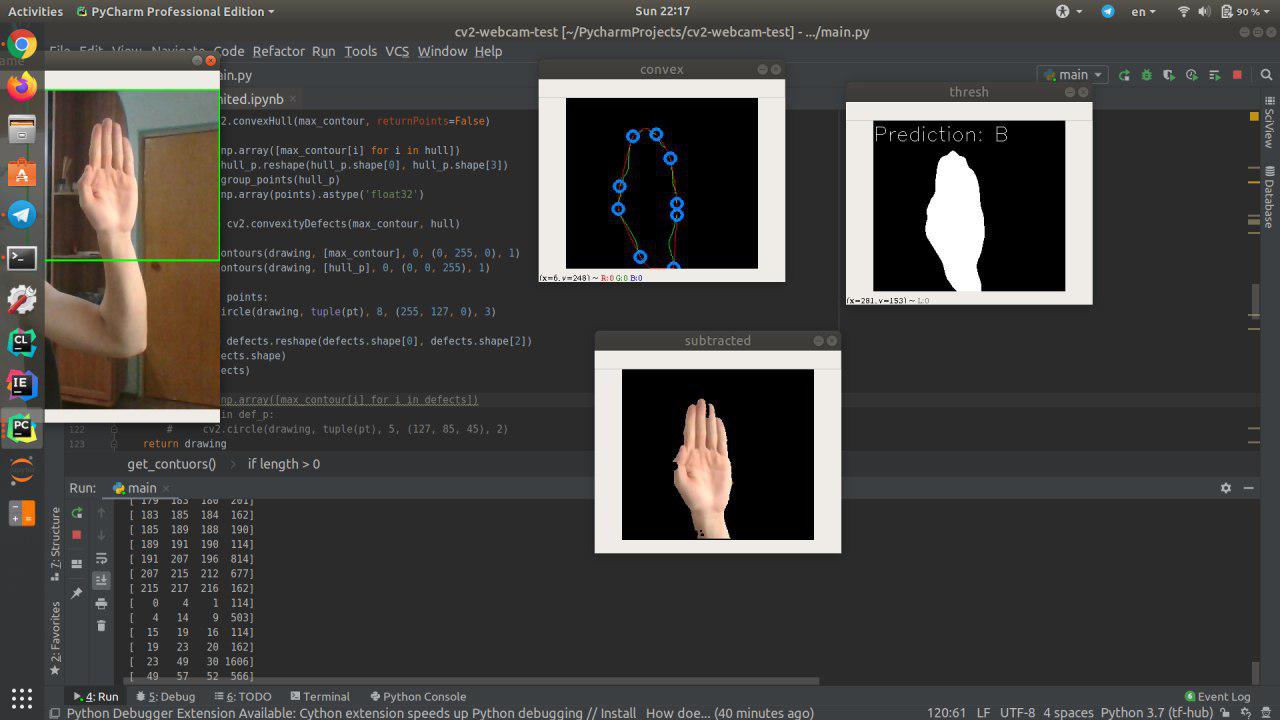 Activities PyCharm Professional Edition Sun 22:17 en 90 %
cv2-webcam-test [~/PycharmProjects/cv2-webcam-test] - .../main.py
File Edit View Navigate Code Refactor Run Tools VCS Window Help
ame
in.py
main
nited.ipynb
2.convexHull(max_contour, returnPoints=False)
np.array([max_contour[i] for i in hull])
hull_p.reshape(hull_p.shape[0], hull_p.shape[3])
group_points(hull_p)
np.array(points).astype('float32')
cv2.convexityDefects(max_contour, hull)
ontours(drawing, [max_contour], 0, (0, 255, 0), 1)
ontours(drawing, [hull_p], 0, (0, 0, 255), 1)
points:
ircle(drawing, tuple(pt), 8, (255, 127, 0), 3)
defects.reshape(defects.shape[0], defects.shape[2])
ects.shape)
ects)
np.array([max_contour[i] for i in defects])
in def_p:
122 # cv2.circle(drawing, tuple(pt), 5, (127, 85, 45), 2)
123 return drawing
get_contuors() > if length > 0
convex
(x=6, y=248) ~ R:0 G:0 B:0
thresh
Prediction: B
(x=281, y=153) ~ L:0
subtracted
SciView
Database
CL
IE
PC
Run: main
[ 179 183 180 201]
[ 183 185 184 162]
[ 185 189 188 190]
[ 189 191 190 114]
[ 191 207 196 814]
[ 207 215 212 677]
[ 215 217 216 162]
[ 0 4 1 114]
[ 4 14 9 503]
[ 15 19 16 114]
[ 19 23 20 162]
[ 23 49 30 1606]
[ 49 57 52 566]
7: Structure
2: Favorites
4: Run 5: Debug 6: TODO Terminal Python Console 6 Event Log
Python Debugger Extension Available: Cython extension speeds up Python debugging // Install How doe... (40 minutes ago) 120:61 LF UTF-8 4 spaces Python 3.7 (tf-hub)